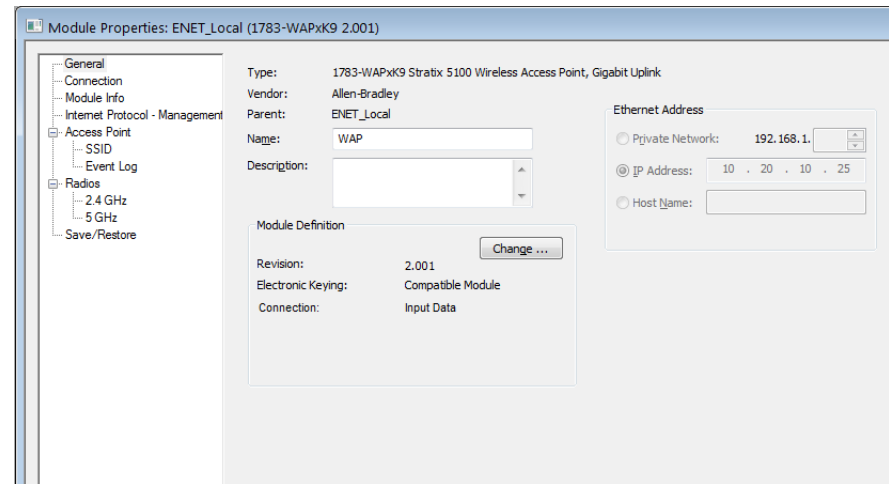 Module Properties: ENET_Local (1783-WAPxK9 2.001)
General
Connection
Module Info
Internet Protocol - Management
Access Point
SSID
Event Log
Radios
2.4 GHz
5 GHz
Save/Restore
Type: 1783-WAPxK9 Stratix 5100 Wireless Access Point, Gigabit Uplink
Vendor: Allen-Bradley
Parent: ENET_Local
Name: WAP
Description:
Module Definition
Change ...
Revision: 2.001
Electronic Keying: Compatible Module
Connection: Input Data
Ethernet Address
Private Network: 192.168.1.
IP Address: 10 . 20 . 10 . 25
Host Name: